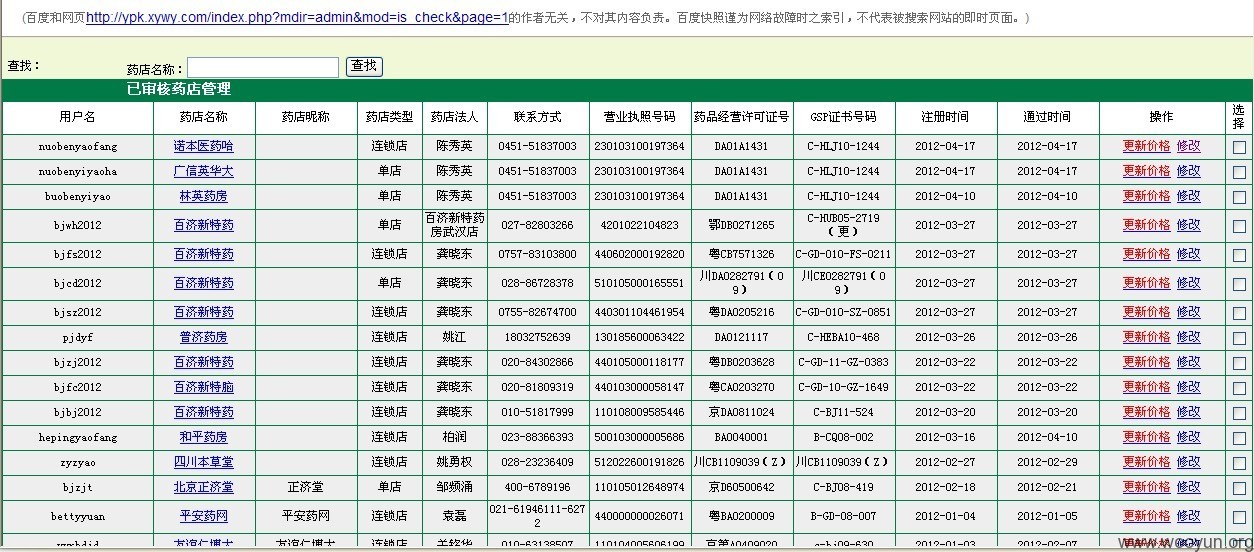 (百度和网页http://ypk.xywy.com/index.php?mdir=admin&mod=is_check&page=1的作者无关，不对其内容负责。百度快照谨为网络故障时之索引，不代表被搜索网站的即时页面。)
查找： 药店名称： 查找
已审核药店管理
用户名 药店名称 药店昵称 药店类型 药店法人 联系方式 营业执照号码 药品经营许可证号 GSP证书号码 注册时间 通过时间 操作 选择
nuobenyaofang 诺本医药哈 连锁店 陈秀英 0451-51837003 230103100197364 DA01A1431 C-HLJ10-1244 2012-04-17 2012-04-17 更新价格 修改
nuobenyiyaoha 广信英华大 单店 陈秀英 0451-51837003 230103100197364 DA01A1431 C-HLJ10-1244 2012-04-17 2012-04-17 更新价格 修改
buobenyiyao 林英药房 单店 陈秀英 0451-51837003 230103100197364 DA01A1431 C-HLJ10-1244 2012-04-10 2012-04-10 更新价格 修改
bjwh2012 百济新特药 单店 百济新特药房武汉店 027-82803266 4201022104823 鄂DB0271265 C-HUB05-2719（更） 2012-03-27 2012-03-27 更新价格 修改
bjfs2012 百济新特药 连锁店 龚晓东 0757-83103800 440602000192820 粤CB7571326 C-GD-010-FS-0211 2012-03-27 2012-03-27 更新价格 修改
bjcd2012 百济新特药 单店 龚晓东 028-86728378 510105000165551 川DA0282791（09） 川CE0282791（09） 2012-03-27 2012-03-27 更新价格 修改
bjsz2012 百济新特药 连锁店 龚晓东 0755-82674700 440301104461954 粤DA0205216 C-GD-010-SZ-0851 2012-03-27 2012-03-27 更新价格 修改
pjdyf 普济药房 连锁店 姚江 18032752639 130185600063422 DA0121117 C-HEBA10-468 2012-03-26 2012-03-26 更新价格 修改
bjzj2012 百济新特药 连锁店 龚晓东 020-84302866 440105000118177 粤DB0203628 C-GD-11-GZ-0383 2012-03-22 2012-03-22 更新价格 修改
bjfc2012 百济新特脑 连锁店 龚晓东 020-81809319 440103000058147 粤CA0203270 C-GD-10-GZ-1649 2012-03-22 2012-03-22 更新价格 修改
bjbj2012 百济新特药 连锁店 龚晓东 010-51817999 110108009585446 京DA0811024 C-BJ11-524 2012-03-20 2012-03-20 更新价格 修改
hepingyaofang 和平药房 连锁店 柏润 023-88366393 500103000005686 BA0040001 B-CQ08-002 2012-03-16 2012-04-10 更新价格 修改
zyzyao 四川本草堂 连锁店 姚勇权 028-23236409 512022600191826 川CB1109039（Z） 川CB1109039（Z） 2012-02-27 2012-02-29 更新价格 修改
bjzjt 北京正济堂 正济堂 单店 邹频涌 400-6789196 110105012648974 京D60500642 C-BJ08-419 2012-02-18 2012-02-21 更新价格 修改
bettyyuan 平安药网 平安药网 连锁店 袁磊 021-61946111-6272 440000000026071 粤BA0200009 B-GD-08-007 2012-01-04 2012-01-05 更新价格 修改
友谊仁博大 友谊仁博大 连锁店 010-63138507 110104005606199 2012-01-03 2012-01-04 更新价格 修改
www.wooyun.org